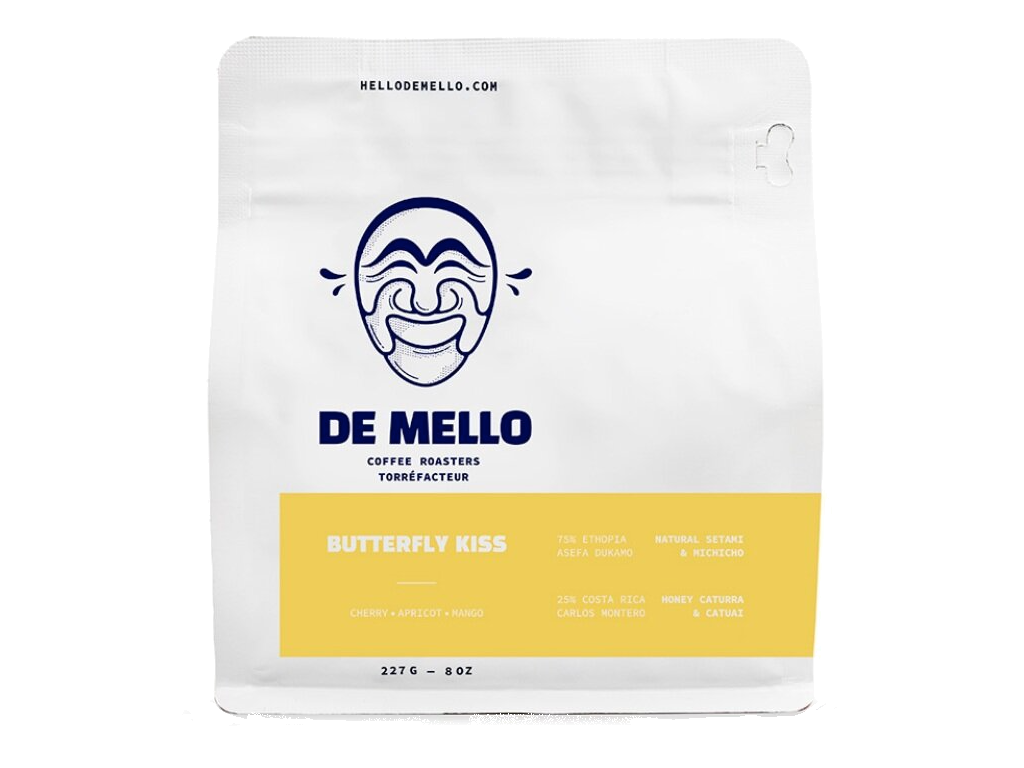 HELLODEMELLO.COM
DE MELLO
COFFEE ROASTERS
TORRÉFACTEUR
BUTTERFLY KISS
CHERRY • APRICOT • MANGO
75% ETHOPIA NATURAL SETAMI
ASEFA DUKAMO & MICHICHO
25% COSTA RICA HONEY CATURRA
CARLOS MONTERO & CATUAI
227G — 8OZ